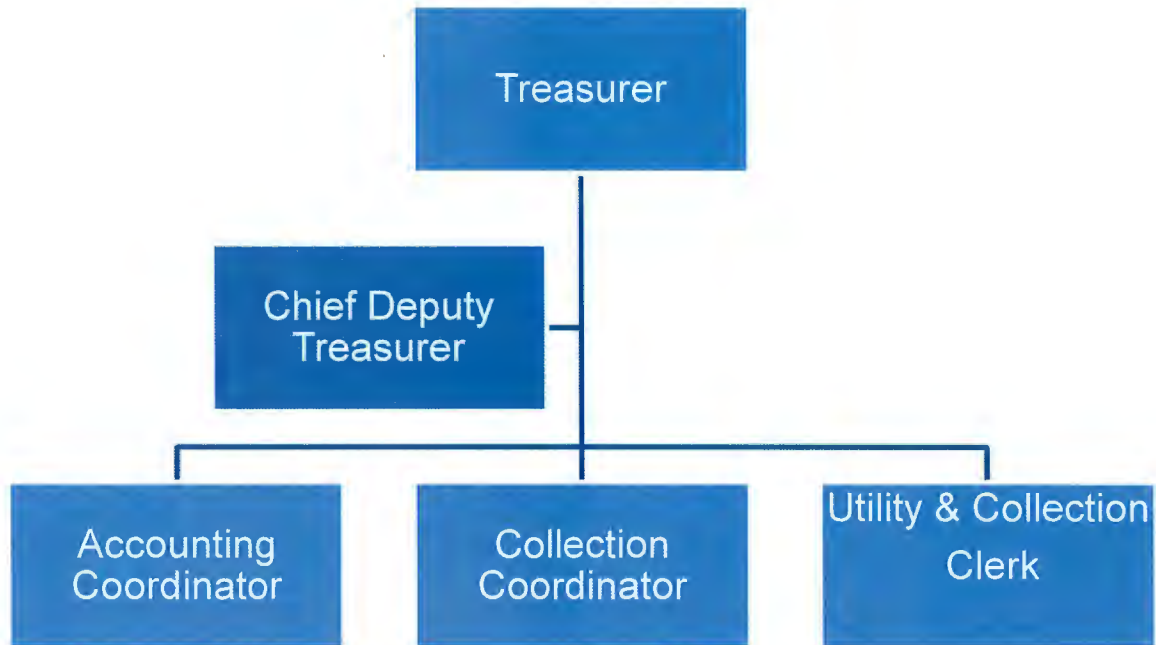 Treasurer
Chief Deputy
Treasurer
Accounting
Coordinator
Collection
Coordinator
Utility & Collection
Clerk